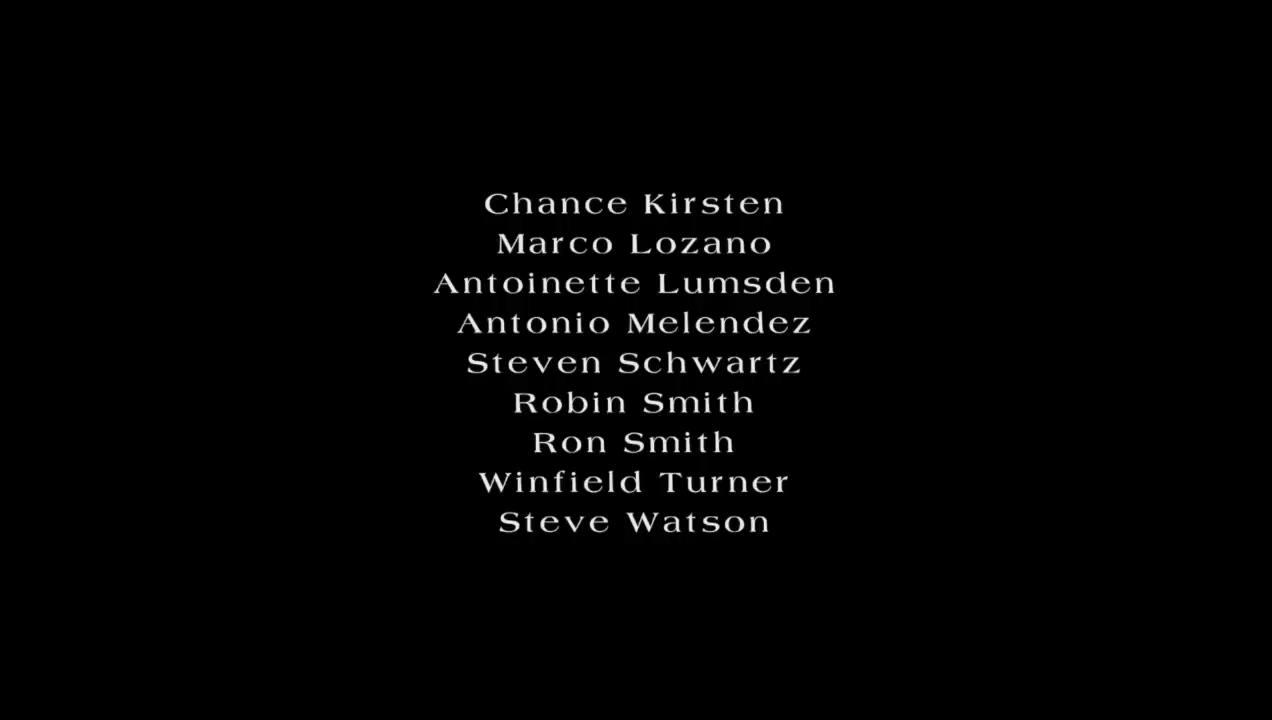 Chance Kirsten
Marco Lozano
Antoinette Lumsden
Antonio Melendez
Steven Schwartz
Robin Smith
Ron Smith
Winfield Turner
Steve Watson